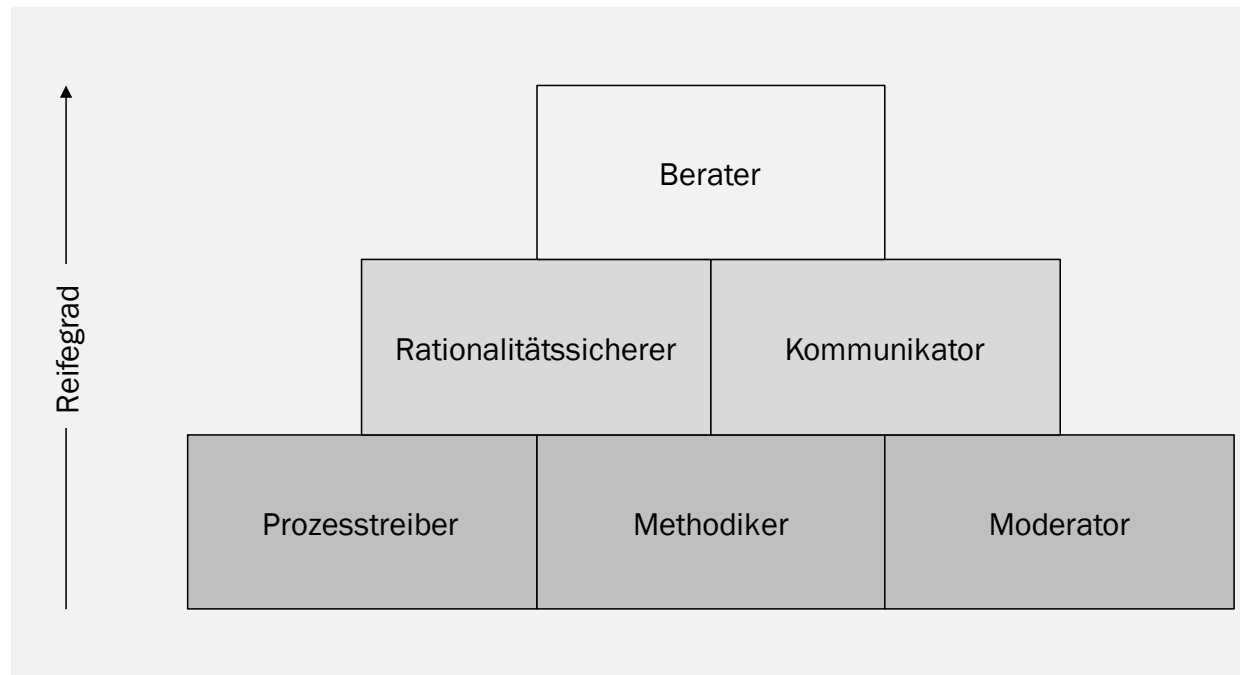 Berater
Reifegrad
Rationalitätssicherer
Kommunikator
Prozesstreiber
Methodiker
Moderator